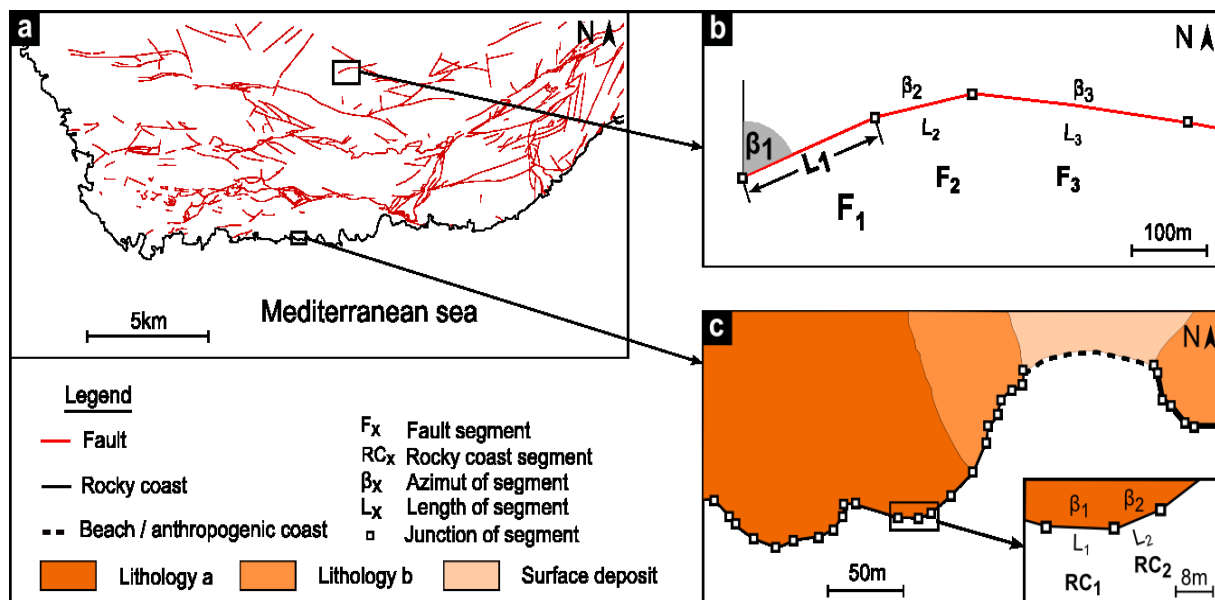 a
N
Mediterranean sea
5km
b
N
β1
L1
F1
β2
L2
F2
β3
L3
F3
100m
c
N
50m
β1
β2
L1
L2
RC1
RC2
8m
Legend
Fault
Rocky coast
Beach / anthropogenic coast
Fx Fault segment
RCx Rocky coast segment
βx Azimut of segment
Lx Length of segment
Junction of segment
Lithology a
Lithology b
Surface deposit